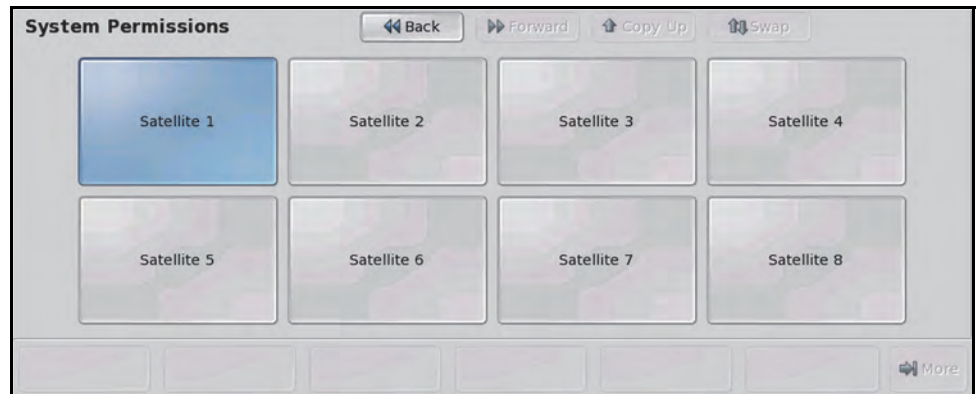 System Permissions Back Forward Copy Up Swap
Satellite 1 Satellite 2 Satellite 3 Satellite 4
Satellite 5 Satellite 6 Satellite 7 Satellite 8
More